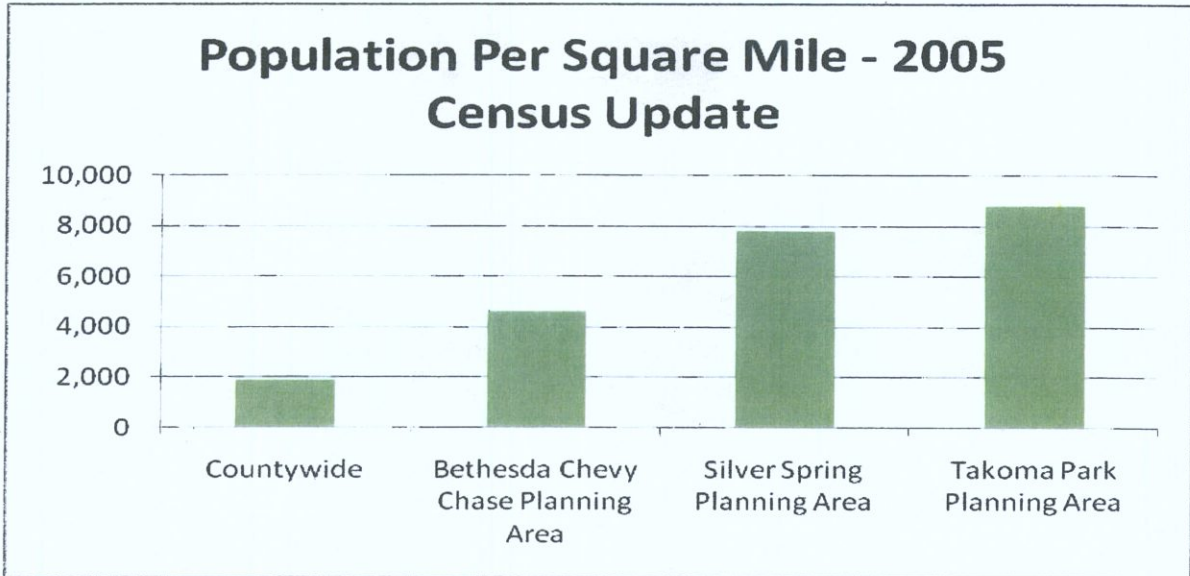 Population Per Square Mile - 2005
Census Update
10,000
8,000
6,000
4,000
2,000
0
Countywide
Bethesda Chevy
Chase Planning
Area
Silver Spring
Planning Area
Takoma Park
Planning Area